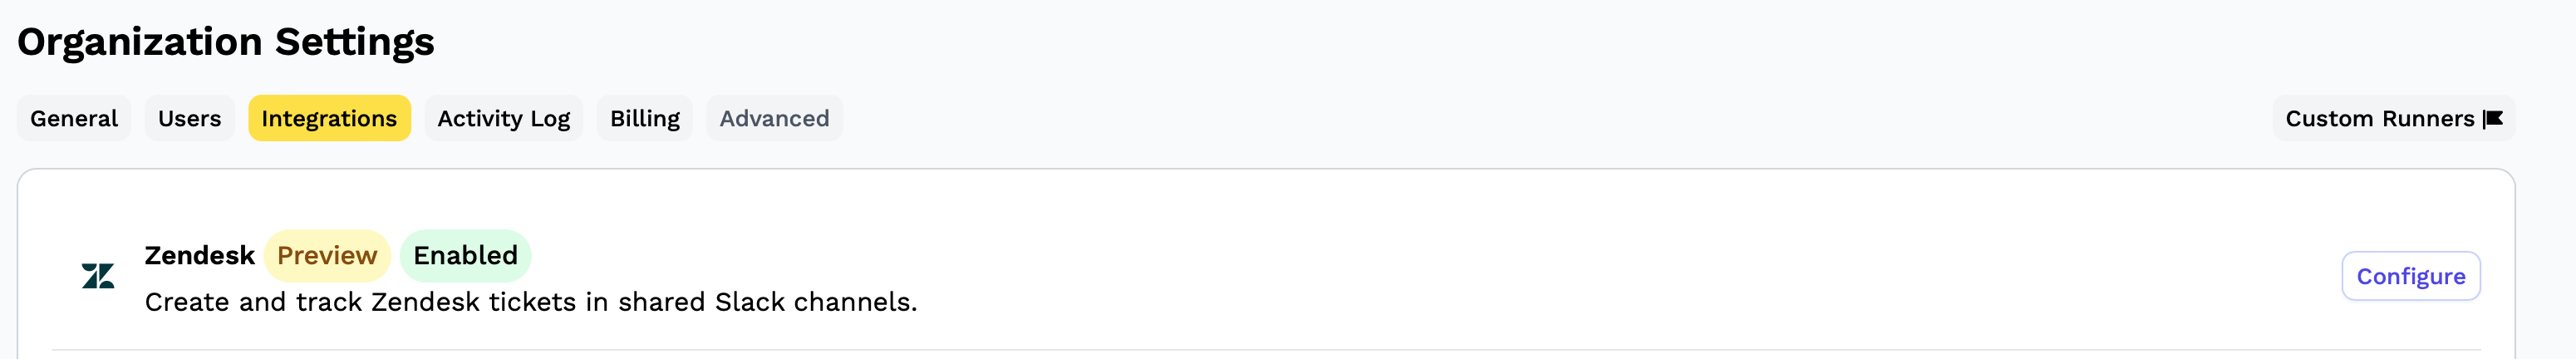 Organization Settings
General Users Integrations Activity Log Billing Advanced Custom Runners
Zendesk Preview Enabled
Create and track Zendesk tickets in shared Slack channels.
Configure